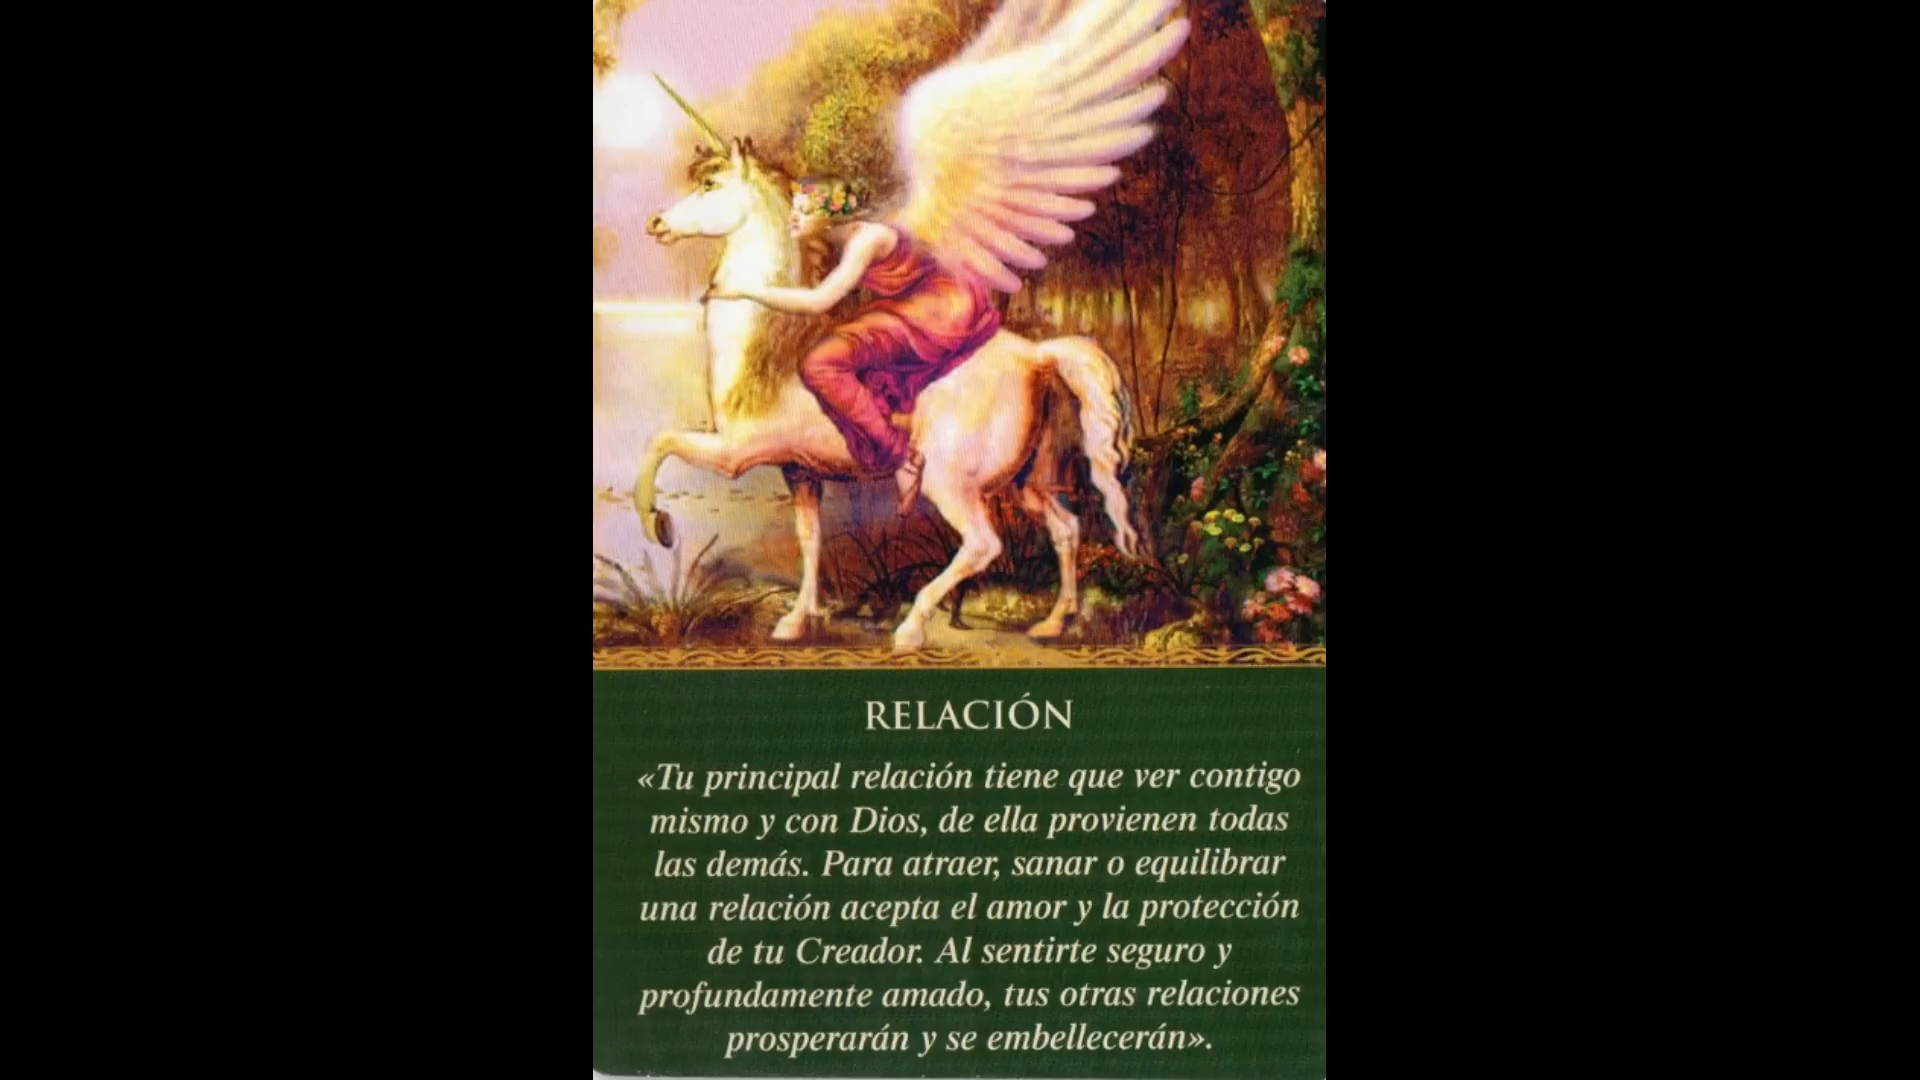 RELACIÓN
«Tu principal relación tiene que ver contigo
mismo y con Dios, de ella provienen todas
las demás. Para atraer, sanar o equilibrar
una relación acepta el amor y la protección
de tu Creador. Al sentirte seguro y
profundamente amado, tus otras relaciones
prosperarán y se embellecerán».